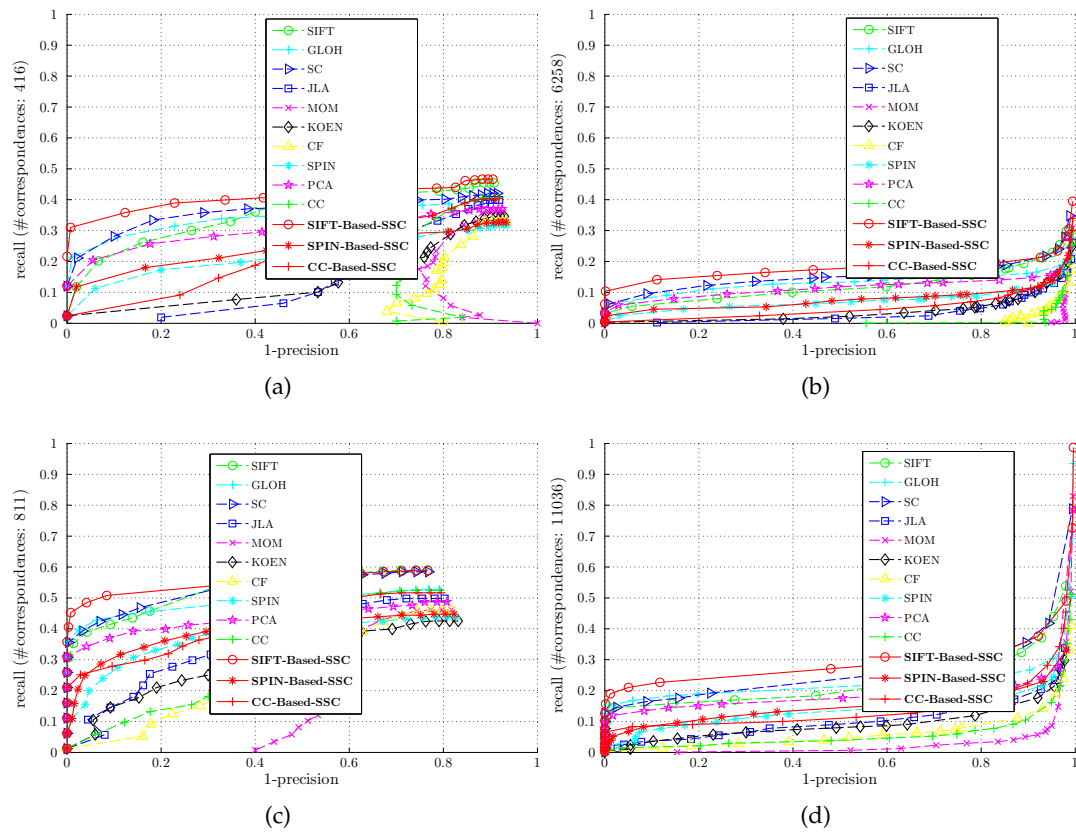 recall (#correspondences: 416)
1
0.9
0.8
0.7
0.6
0.5
0.4
0.3
0.2
0.1
0
SIFT
GLOH
SC
JLA
MOM
KOEN
CF
SPIN
PCA
CC
SIFT-Based-SSC
SPIN-Based-SSC
CC-Based-SSC
0 0.2 0.4 0.6 0.8 1
1-precision
(a)
recall (#correspondences: 6258)
1
0.9
0.8
0.7
0.6
0.5
0.4
0.3
0.2
0.1
0
SIFT
GLOH
SC
JLA
MOM
KOEN
CF
SPIN
PCA
CC
SIFT-Based-SSC
SPIN-Based-SSC
CC-Based-SSC
0 0.2 0.4 0.6 0.8 1
1-precision
(b)
recall (#correspondences: 811)
1
0.9
0.8
0.7
0.6
0.5
0.4
0.3
0.2
0.1
0
SIFT
GLOH
SC
JLA
MOM
KOEN
CF
SPIN
PCA
CC
SIFT-Based-SSC
SPIN-Based-SSC
CC-Based-SSC
0 0.2 0.4 0.6 0.8 1
1-precision
(c)
recall (#correspondences: 11036)
1
0.9
0.8
0.7
0.6
0.5
0.4
0.3
0.2
0.1
0
SIFT
GLOH
SC
JLA
MOM
KOEN
CF
SPIN
PCA
CC
SIFT-Based-SSC
SPIN-Based-SSC
CC-Based-SSC
0 0.2 0.4 0.6 0.8 1
1-precision
(d)